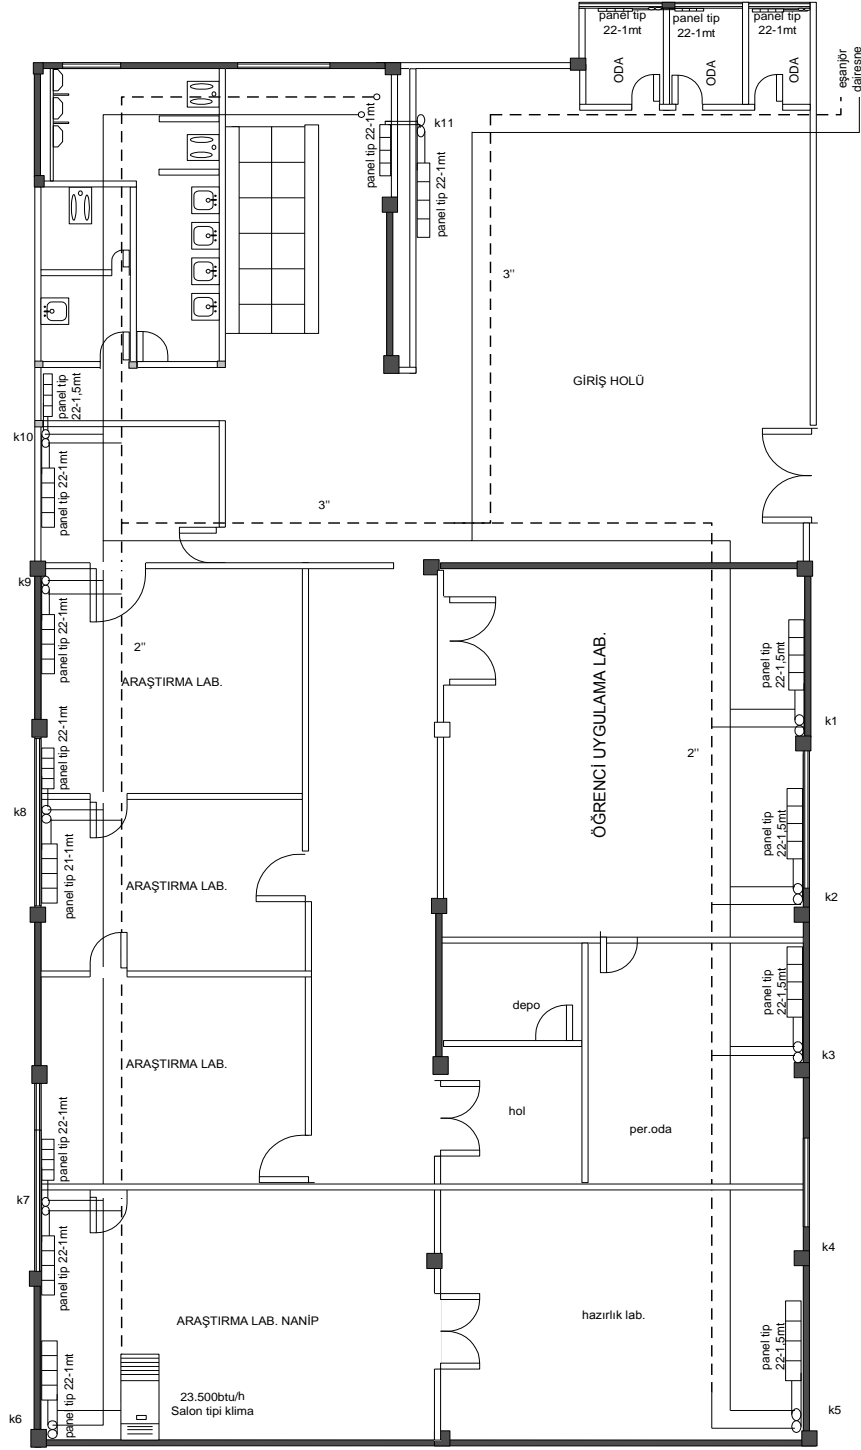 panel tip
22-1mt
panel tip
22-1mt
panel tip
22-1mt
ODA
ODA
ODA
eşanjör
dairesne
panel tip 22-1mt
k11
panel tip 22-1mt
3"
GİRİŞ HOLÜ
panel tip
22-1,5mt
k10
panel tip 22-1mt
3"
k9
panel tip 22-1mt
2"
ARAŞTIRMA LAB.
ÖĞRENCİ UYGULAMA LAB.
panel tip
22-1,5mt
k1
2"
panel tip 22-1mt
k8
panel tip 21-1mt
ARAŞTIRMA LAB.
panel tip
22-1,5mt
k2
panel tip
22-1,5mt
k3
depo
ARAŞTIRMA LAB.
hol
per.oda
panel tip 22-1mt
k7
panel tip 22-1mt
k4
ARAŞTIRMA LAB. NANİP
hazırlık lab.
panel tip
22-1,5mt
k5
panel tip 22-1mt
k6
23.500btu/h
Salon tipi klima